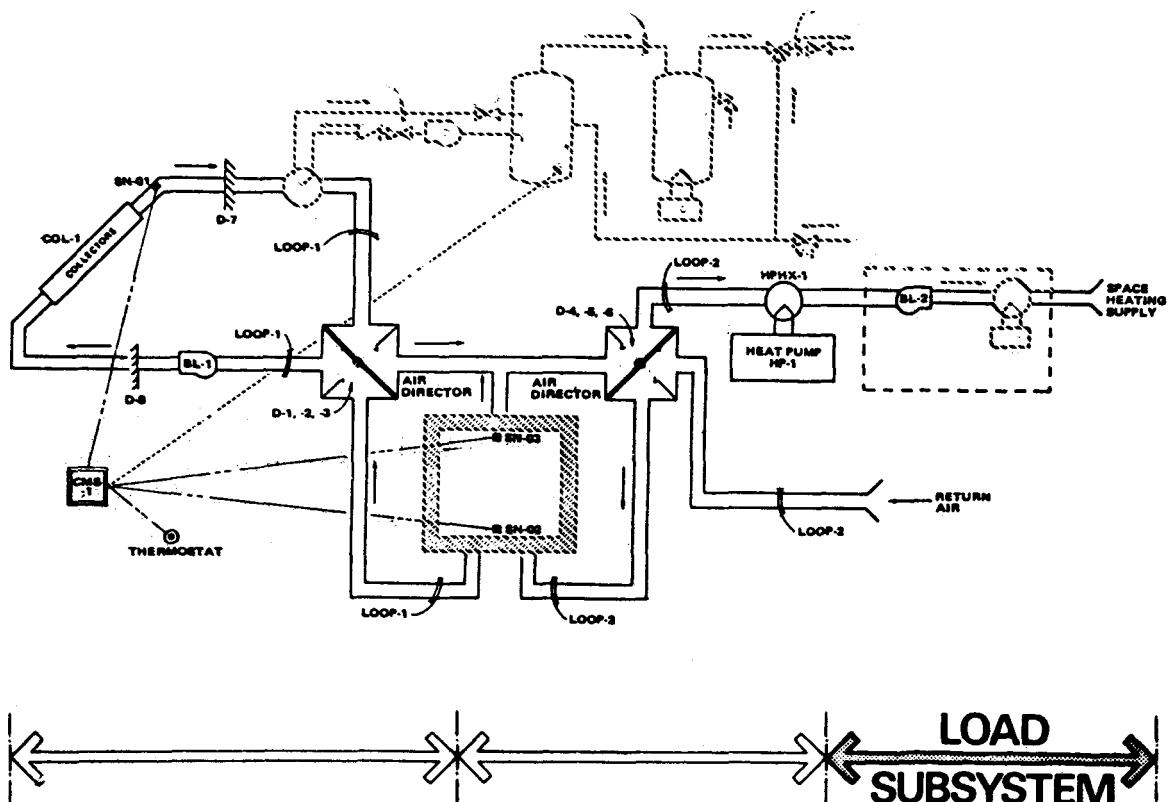 SN-01
D-7
COL-1
COLLECTORS
LOOP-1
LOOP-2
HPHX-1
BL-2
SPACE
HEATING
SUPPLY
D-4, -5, -6
LOOP-1
HEAT PUMP
HP-1
BL-1
D-8
AIR
DIRECTOR
AIR
DIRECTOR
D-1, -2, -3
SN-03
CMS
-1
RETURN
AIR
SN-02
LOOP-2
THERMOSTAT
LOOP-1
LOOP-2
LOAD
SUBSYSTEM